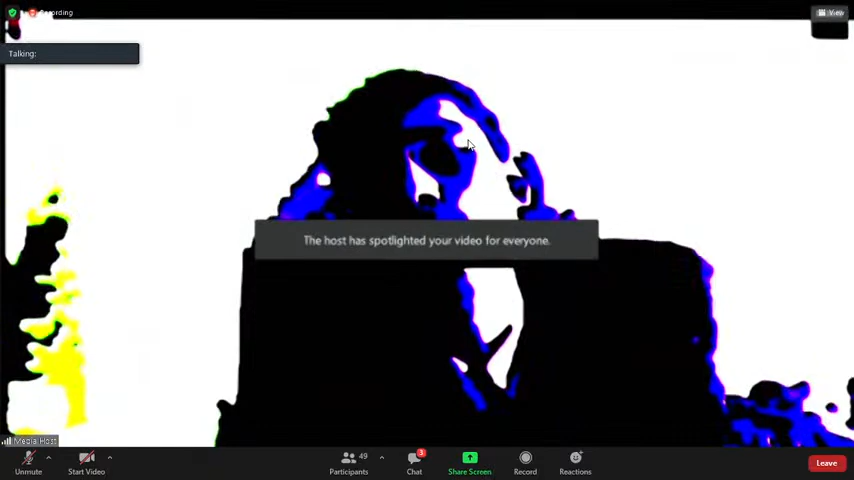 Recording
View
Talking:
The host has spotlighted your video for everyone.
Media Host
Unmute
Start Video
Participants
49
Chat
3
Share Screen
Record
Reactions
Leave